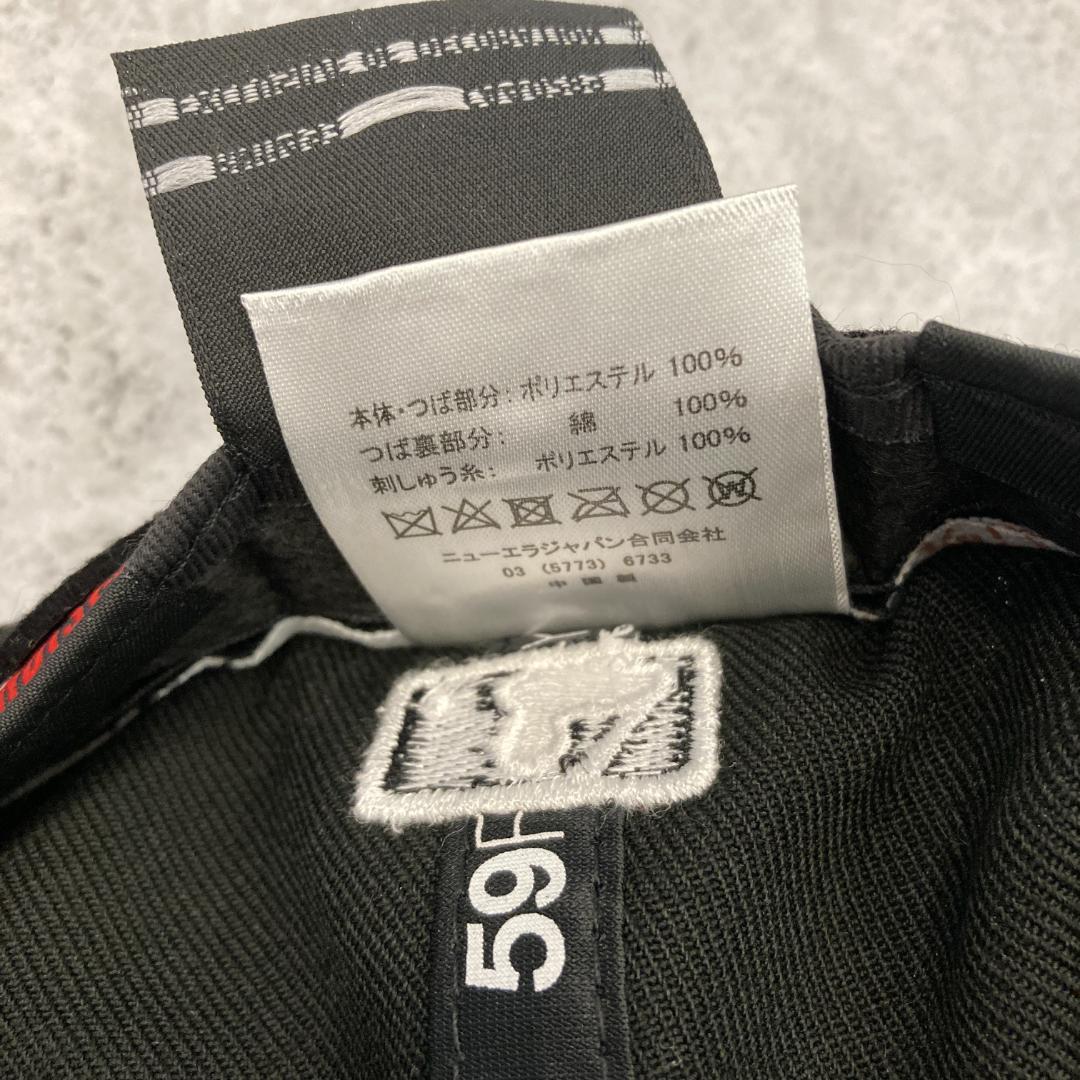 本体・つば部分：ポリエステル 100%
つば裏部分： 綿 100%
刺しゅう糸： ポリエステル 100%
ニューエラジャパン合同会社
03 (5773) 6733
中国製
59F